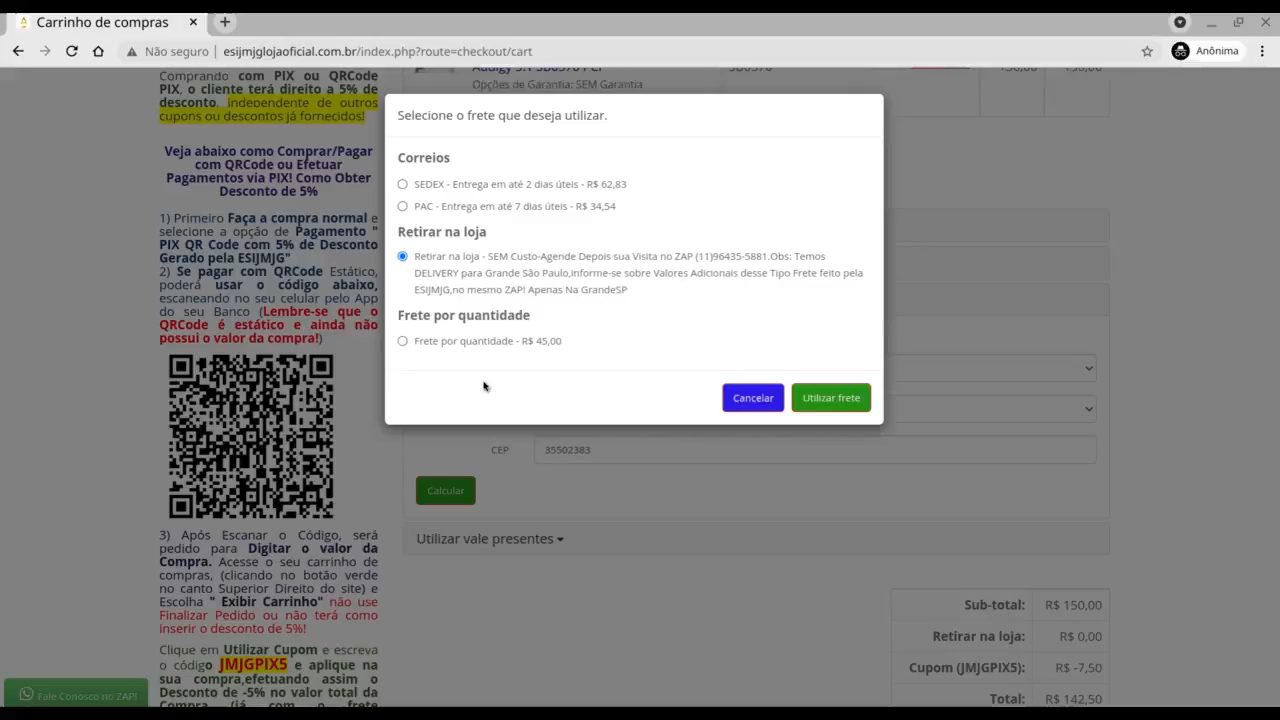 Carrinho de compras
Não seguro
esijmjglojaoficial.com.br/index.php?route=checkout/cart
Anônima
Comprando com PIX ou QRCode
PIX, o cliente terá direito a 5% de
desconto, independente de outros
cupons ou descontos já fornecidos!
Veja abaixo como Comprar/Pagar
com QRCode ou Efetuar
Pagamentos via PIX! Como Obter
Desconto de 5%
1) Primeiro Faça a compra normal e
selecione a opção de Pagamento "
PIX QR Code com 5% de Desconto
Gerado pela ESIJMJG"
2) Se pagar com QRCode Estático,
poderá usar o código abaixo,
escaneando no seu celular pelo App
do seu Banco (Lembre-se que o
QRCode é estático e ainda não
possui o valor da compra!)
3) Após Escanar o Código, será
pedido para Digitar o valor da
Compra. Acesse o seu carrinho de
compras, (clicando no botão verde
no canto Superior Direito do site) e
Escolha " Exibir Carrinho" não use
Finalizar Pedido ou não terá como
inserir o desconto de 5%!
Clique em Utilizar Cupom e escreva
o código JMJGPIX5 e aplique na
sua compra,efetuando assim o
Desconto de -5% no valor total da
Compra (já com o frete
Fale Conosco no ZAP!
Opções de Garantia: SEM Garantia
Selecione o frete que deseja utilizar.
Correios
SEDEX - Entrega em até 2 dias úteis - R$ 62,83
PAC - Entrega em até 7 dias úteis - R$ 34,54
Retirar na loja
Retirar na loja - SEM Custo-Agende Depois sua Visita no ZAP (11)96435-5881.Obs: Temos
DELIVERY para Grande São Paulo,informe-se sobre Valores Adicionais desse Tipo Frete feito pela
ESIJMJG,no mesmo ZAP! Apenas Na GrandeSP
Frete por quantidade
Frete por quantidade - R$ 45,00
Cancelar
Utilizar frete
CEP
35502383
Calcular
Utilizar vale presentes
Sub-total: R$ 150,00
Retirar na loja: R$ 0,00
Cupom (JMJGPIX5): R$ -7,50
Total: R$ 142,50